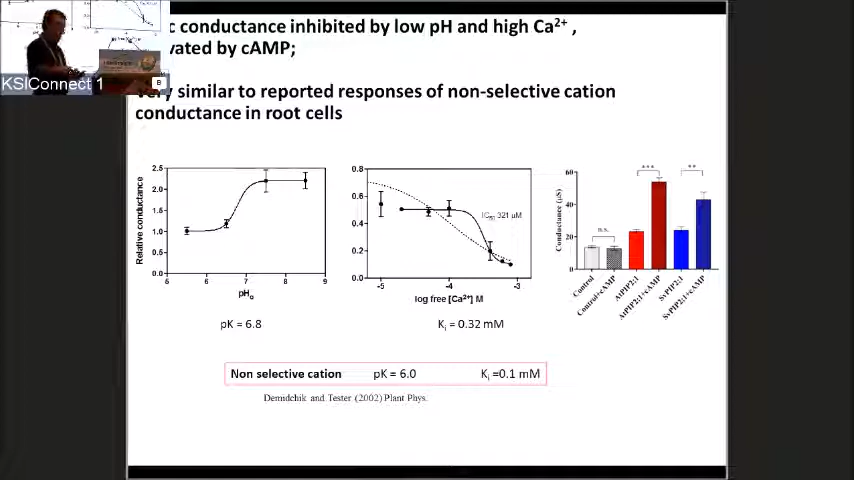 c conductance inhibited by low pH and high Ca²⁺ ,
vated by cAMP;
KSIConnect 1
B
very similar to reported responses of non-selective cation
conductance in root cells
Relative conductance
2.5
2.0
1.5
1.0
0.5
0.0
5 6 7 8 9
pHₒ
pK = 6.8
0.8
0.6
0.4
0.2
0.0
IC₅₀ 321 µM
-5 -4 -3
log free [Ca²⁺] M
Kᵢ = 0.32 mM
Conductance (µS)
60
40
20
0
n.s.
***
**
Control
Control+cAMP
AtPIP2;1
AtPIP2;1+cAMP
SvPIP2;1
SvPIP2;1+cAMP
Non selective cation pK = 6.0 Kᵢ =0.1 mM
Demidchik and Tester (2002) Plant Phys.